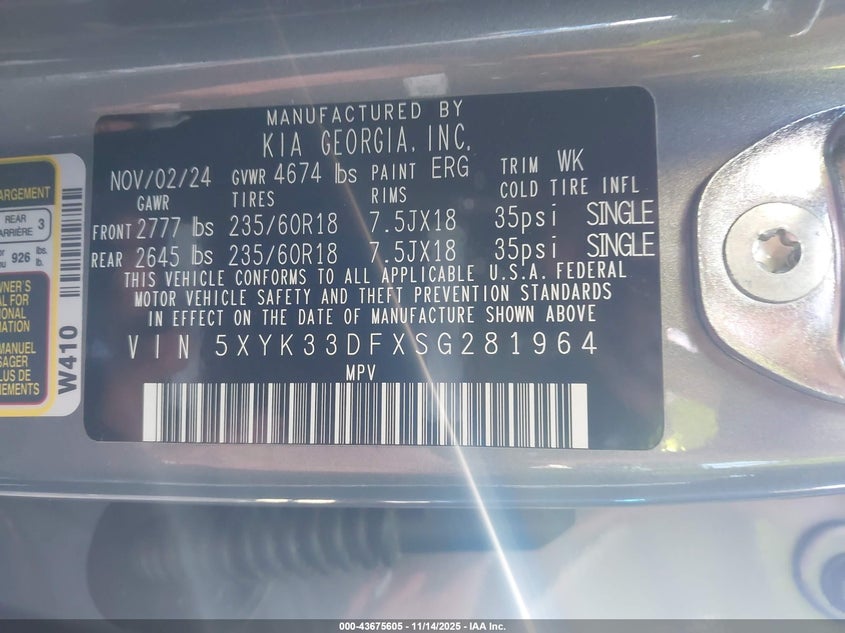 MANUFACTURED BY
KIA GEORGIA, INC.
NOV/02/24 GVWR 4674 lbs PAINT ERG TRIM WK
GAWR TIRES RIMS COLD TIRE INFL
FRONT 2777 lbs 235/60R18 7.5JX18 35psi SINGLE
REAR 2645 lbs 235/60R18 7.5JX18 35psi SINGLE
THIS VEHICLE CONFORMS TO ALL APPLICABLE U.S.A. FEDERAL
MOTOR VEHICLE SAFETY AND THEFT PREVENTION STANDARDS
IN EFFECT ON THE DATE OF MANUFACTURE SHOWN ABOVE
VIN 5XYK33DFXSG281964
MPV
REAR 3
926 lbs.
W410
000-43675605 - 11/14/2025 - IAA Inc.